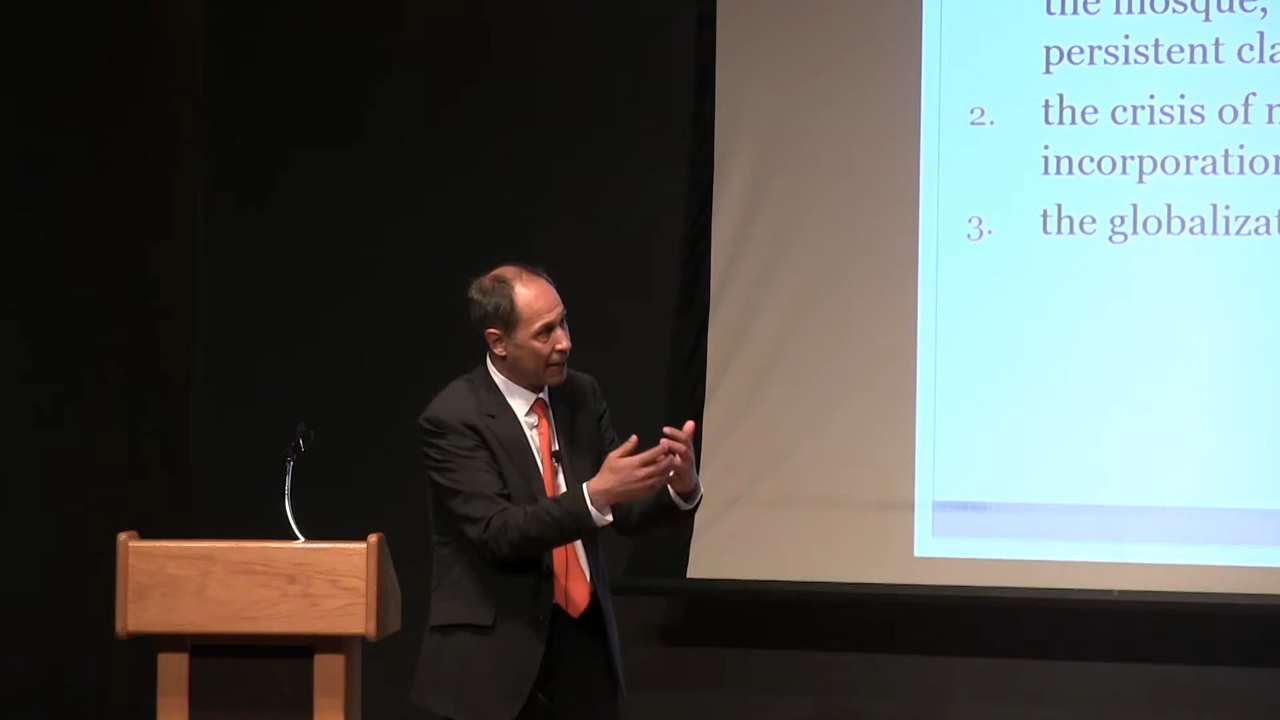 the mosque,
persistent cla
2. the crisis of n
incorporation
3. the globalizat